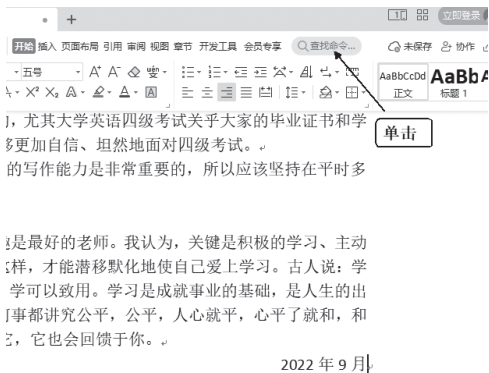 立即登录
开始 插入 页面布局 引用 审阅 视图 章节 开发工具 会员专享 查找命令... 未保存 协作
五号 AaBbCcDd AaBb A
正文 标题 1
单击
,尤其大学英语四级考试关乎大家的毕业证书和学
更加自信、坦然地面对四级考试。
的写作能力是非常重要的，所以应该坚持在平时多
是最好的老师。我认为，关键是积极的学习、主动
样，才能潜移默化地使自己爱上学习。古人说：学
学可以致用。学习是成就事业的基础，是人生的出
事都讲究公平，公平，人心就平，心平了就和，和
，它也会回馈于你。
2022 年 9 月